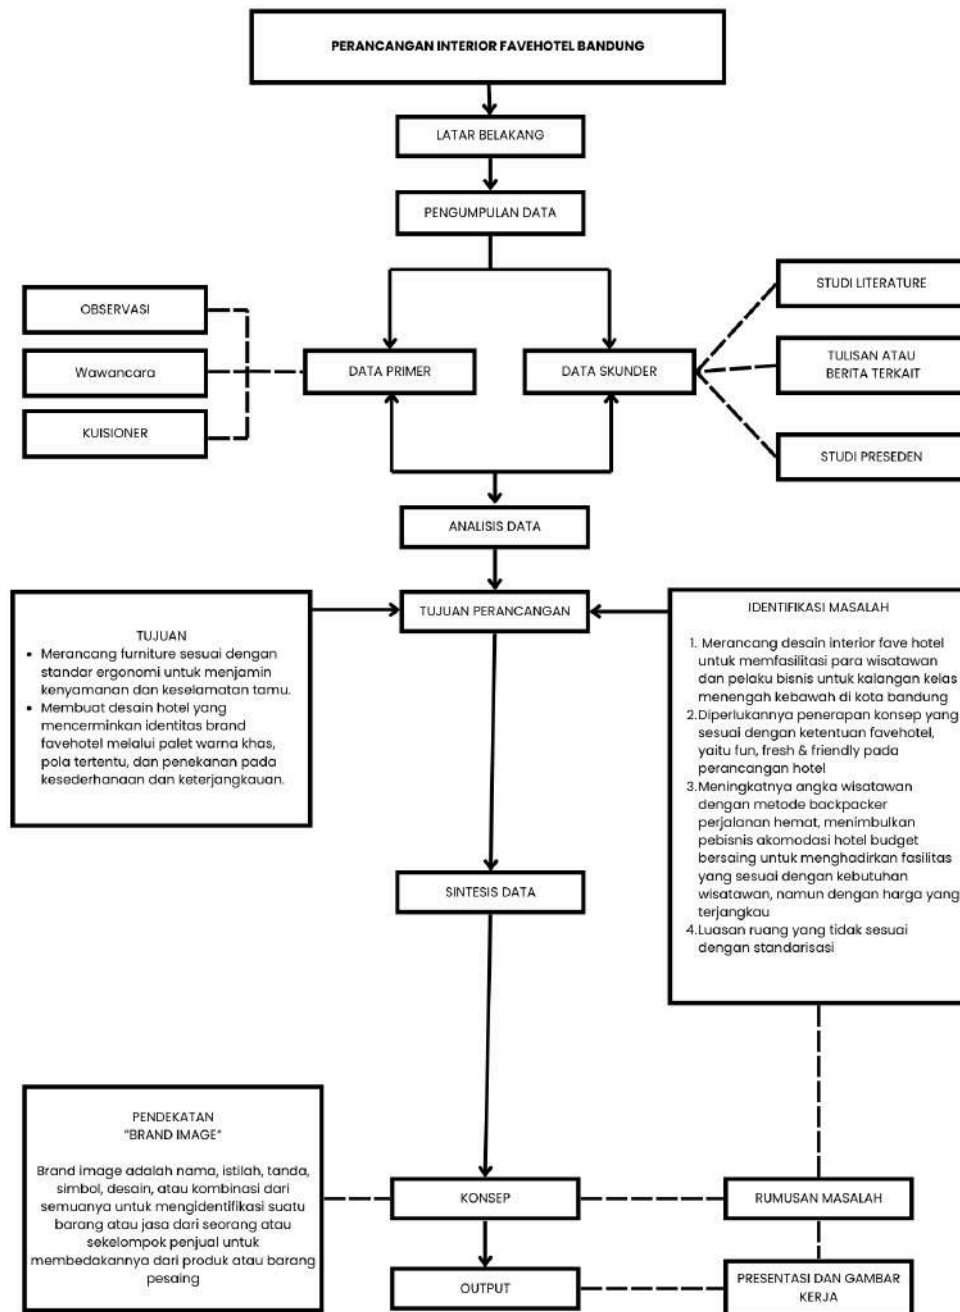 PERANCANGAN INTERIOR FAVEHOTEL BANDUNG
LATAR BELAKANG
PENGUMPULAN DATA
OBSERVASI
Wawancara
KUISIONER
DATA PRIMER
DATA SKUNDER
STUDI LITERATURE
TULISAN ATAU
BERITA TERKAIT
STUDI PRESEDEN
ANALISIS DATA
TUJUAN PERANCANGAN
TUJUAN
• Merancang furniture sesuai dengan
standar ergonomi untuk menjamin
kenyamanan dan keselamatan tamu.
• Membuat desain hotel yang
mencerminkan identitas brand
favehotel melalui palet warna khas,
pola tertentu, dan penekanan pada
kesederhanaan dan keterjangkauan.
IDENTIFIKASI MASALAH
1. Merancang desain interior fave hotel
untuk memfasilitasi para wisatawan
dan pelaku bisnis untuk kalangan kelas
menengah kebawah di kota bandung
2.Diperlukannya penerapan konsep yang
sesuai dengan ketentuan favehotel,
yaitu fun, fresh & friendly pada
perancangan hotel
3.Meningkatnya angka wisatawan
dengan metode backpacker
perjalanan hemat, menimbulkan
pebisnis akomodasi hotel budget
bersaing untuk menghadirkan fasilitas
yang sesuai dengan kebutuhan
wisatawan, namun dengan harga yang
terjangkau
4.Luasan ruang yang tidak sesuai
dengan standarisasi
SINTESIS DATA
PENDEKATAN
"BRAND IMAGE"
Brand image adalah nama, istilah, tanda,
simbol, desain, atau kombinasi dari
semuanya untuk mengidentifikasi suatu
barang atau jasa dari seorang atau
sekelompok penjual untuk
membedakannya dari produk atau barang
pesaing
KONSEP
RUMUSAN MASALAH
OUTPUT
PRESENTASI DAN GAMBAR
KERJA